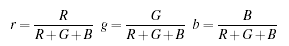 r = R/(R + G + B) g = G/(R + G + B) b = B/(R + G + B)